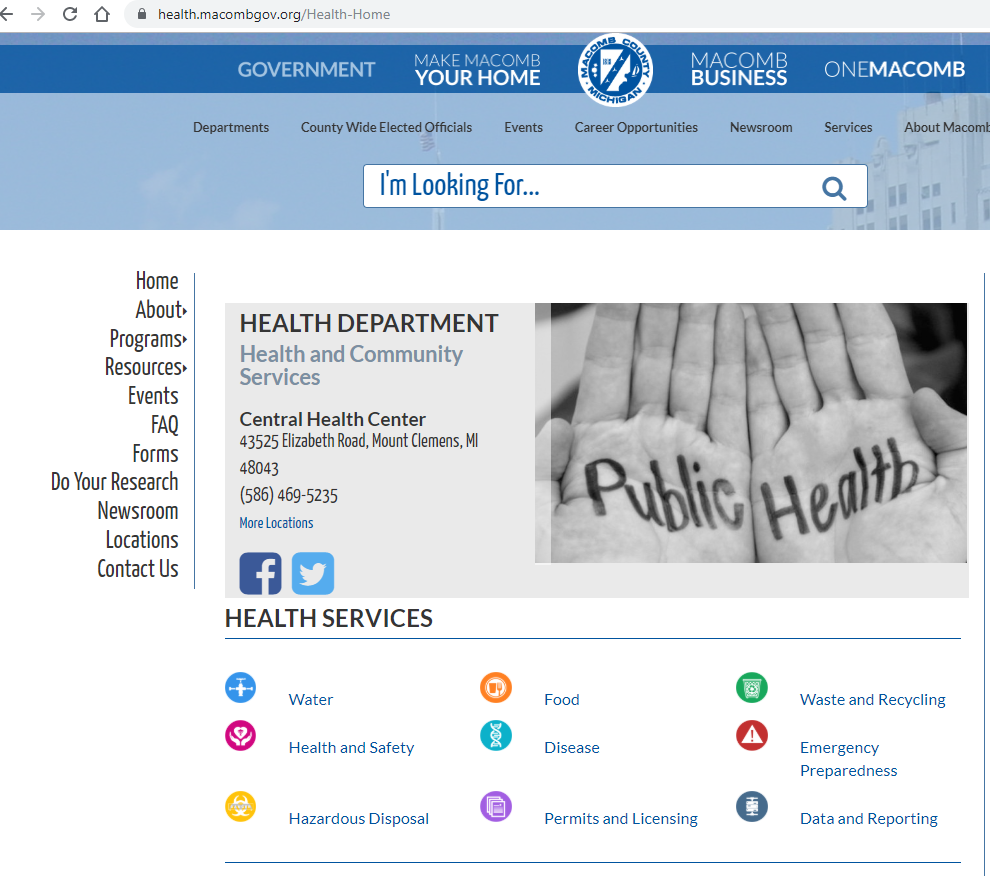 health.macombgov.org/Health-Home
GOVERNMENT
MAKE MACOMB
YOUR HOME
MACOMB COUNTY
MICHIGAN
MACOMB
BUSINESS
ONEMACOMB
Departments
County Wide Elected Officials
Events
Career Opportunities
Newsroom
Services
About Macomb
I'm Looking For...
Home
About
Programs
Resources
Events
FAQ
Forms
Do Your Research
Newsroom
Locations
Contact Us
HEALTH DEPARTMENT
Health and Community
Services
Central Health Center
43525 Elizabeth Road, Mount Clemens, MI
48043
(586) 469-5235
More Locations
Public Health
HEALTH SERVICES
Water
Food
Waste and Recycling
Health and Safety
Disease
Emergency
Preparedness
Hazardous Disposal
Permits and Licensing
Data and Reporting